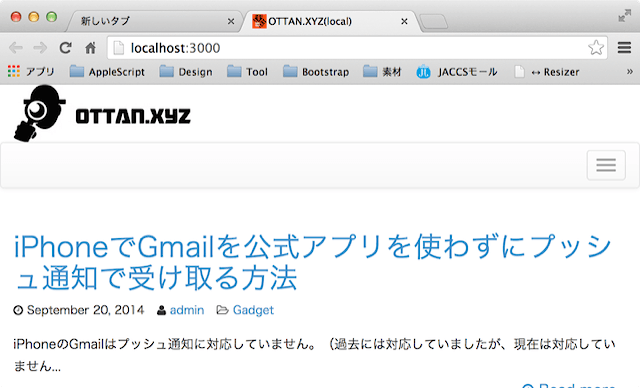 新しいタブ
OTTAN.XYZ(local)
localhost:3000
アプリ AppleScript Design Tool Bootstrap 素材 JL JACCSモール ↔ Resizer »
OTTAN.XYZ
iPhoneでGmailを公式アプリを使わずにプッシ
ュ通知で受け取る方法
September 20, 2014 admin Gadget
iPhoneのGmailはプッシュ通知に対応していません。（過去には対応していましたが、現在は対応してい
ません...
Read more